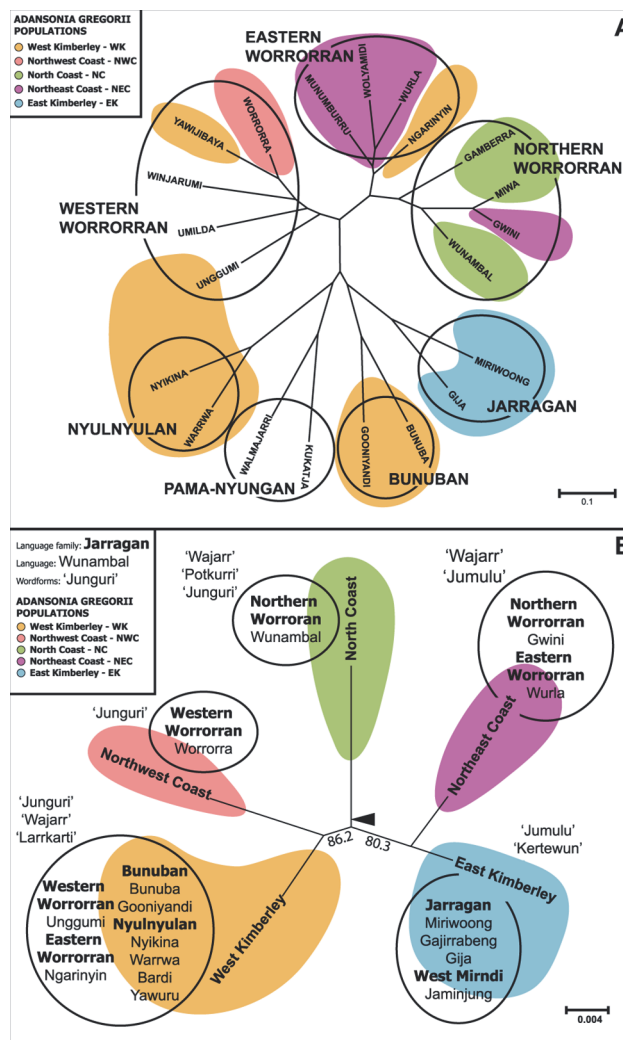 ADANSONIA GREGORII
POPULATIONS
West Kimberley - WK
Northwest Coast - NWC
North Coast - NC
Northeast Coast - NEC
East Kimberley - EK
A
EASTERN
WORRORRAN
MUNUMBURRU
WOLYAMIDI
WURLA
NGARINYIN
YAWIJIBAYA
WORRORRA
WINJARUMI
WESTERN
WORRORRAN
UMILDA
UNGGUMI
GAMBERRA
NORTHERN
WORRORRAN
MIWA
GWINI
WUNAMBAL
NYIKINA
WARRWA
NYULNYULAN
WALMAJARRI
KUKATJA
PAMA-NYUNGAN
GOONIYANDI
BUNUBA
BUNUBAN
MIRIWOONG
GIJA
JARRAGAN
0.1
Language family: Jarragan
Language: Wunambal
Wordforms: 'Junguri'
ADANSONIA GREGORII
POPULATIONS
West Kimberley - WK
Northwest Coast - NWC
North Coast - NC
Northeast Coast - NEC
East Kimberley - EK
B
'Wajarr'
'Potkurri'
'Junguri'
Northern
Worroran
Wunambal
North Coast
'Wajarr'
'Jumulu'
Northern
Worrorran
Gwini
Eastern
Worrorran
Wurla
Northeast Coast
'Junguri'
Western
Worrorran
Worrorra
Northwest Coast
'Junguri'
'Wajarr'
'Larrkarti'
Western
Worrorran
Unggumi
Eastern
Worrorran
Ngarinyin
Bunuban
Bunuba
Gooniyandi
Nyulnyulan
Nyikina
Warrwa
Bardi
Yawuru
West Kimberley
86.2
80.3
'Jumulu'
'Kertewun'
East Kimberley
Jarragan
Miriwoong
Gajirrabeng
Gija
West Mirndi
Jaminjung
0.004